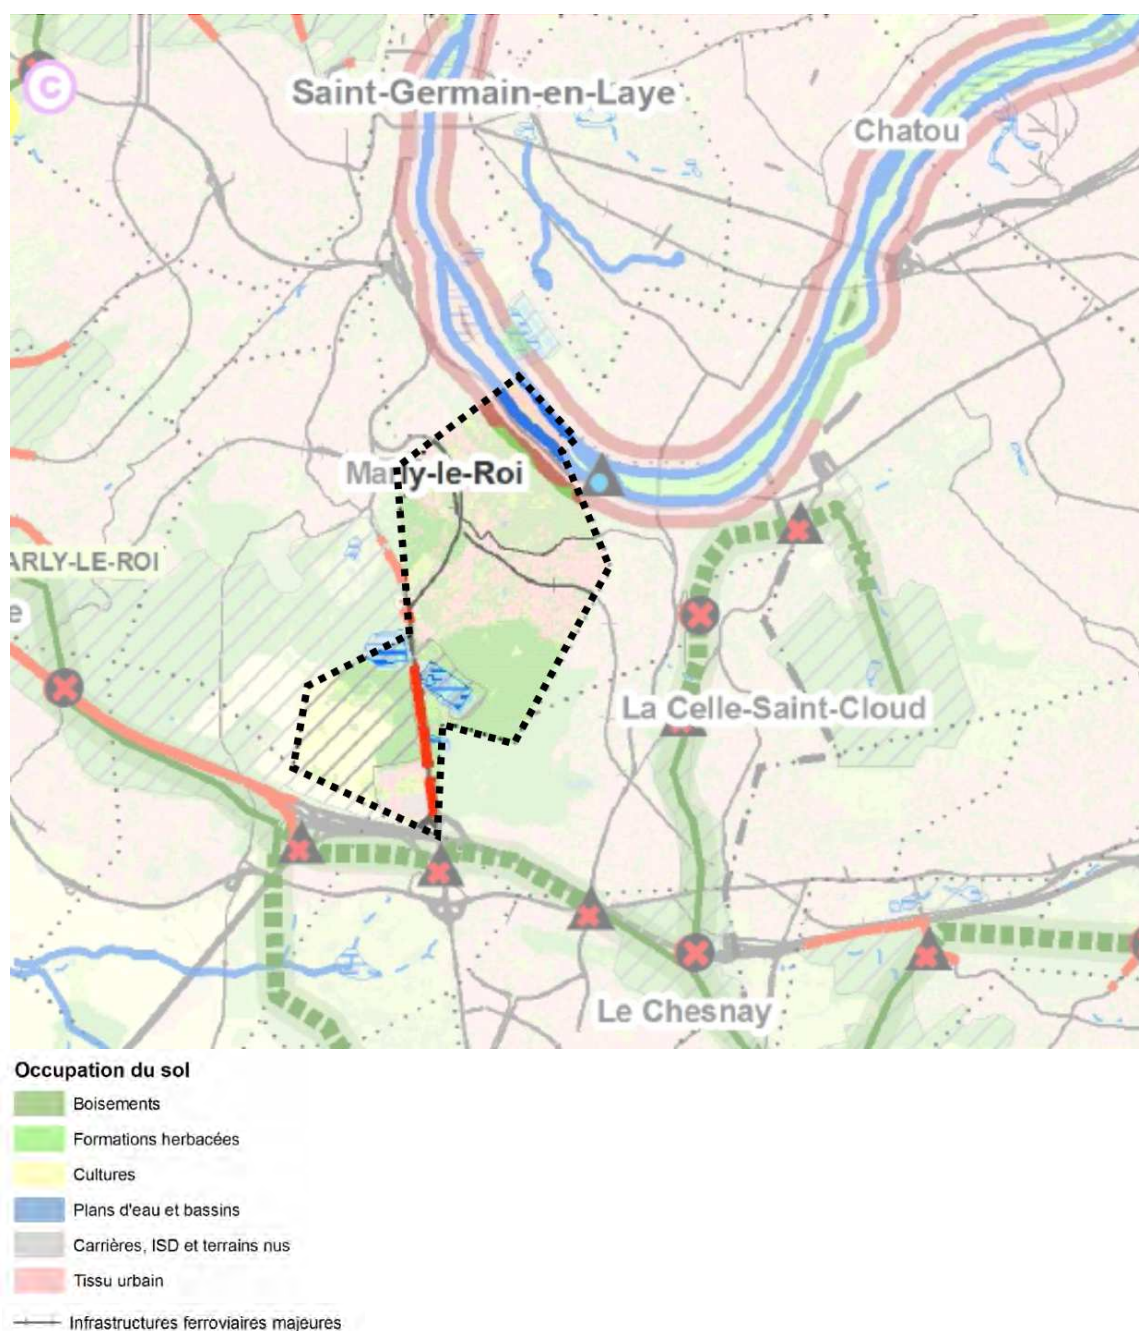 C
Saint-Germain-en-Laye
Chatou
Marly-le-Roi
ARLY-LE-ROI
e
La Celle-Saint-Cloud
Le Chesnay
Occupation du sol
Boisements
Formations herbacées
Cultures
Plans d'eau et bassins
Carrières, ISD et terrains nus
Tissu urbain
Infrastructures ferroviaires majeures